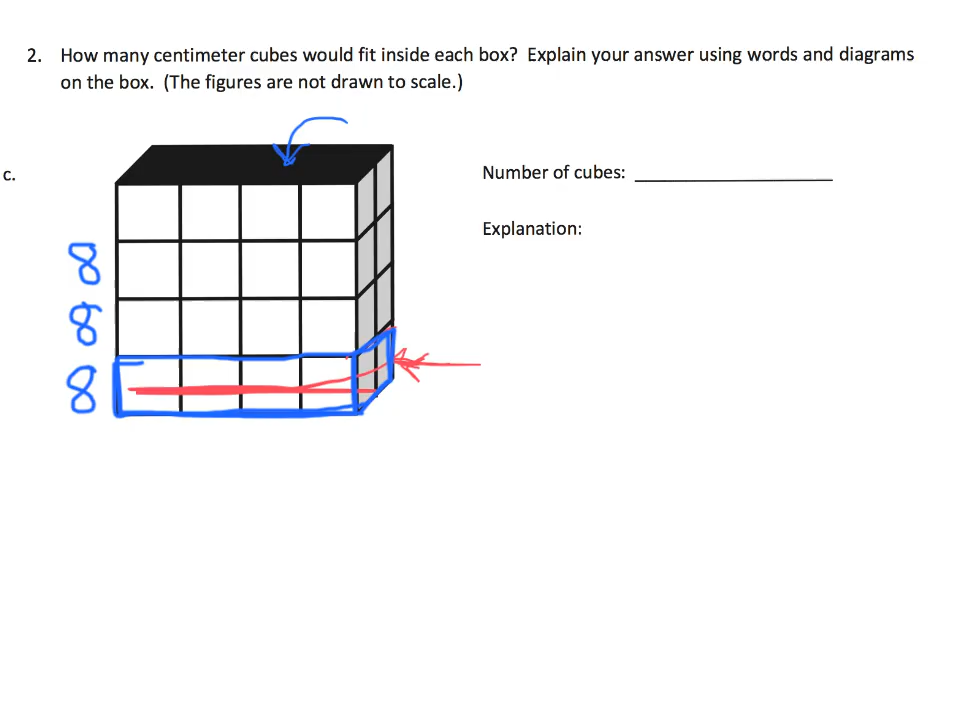 2. How many centimeter cubes would fit inside each box? Explain your answer using words and diagrams
on the box. (The figures are not drawn to scale.)
c.
Number of cubes:
Explanation:
8
8
8